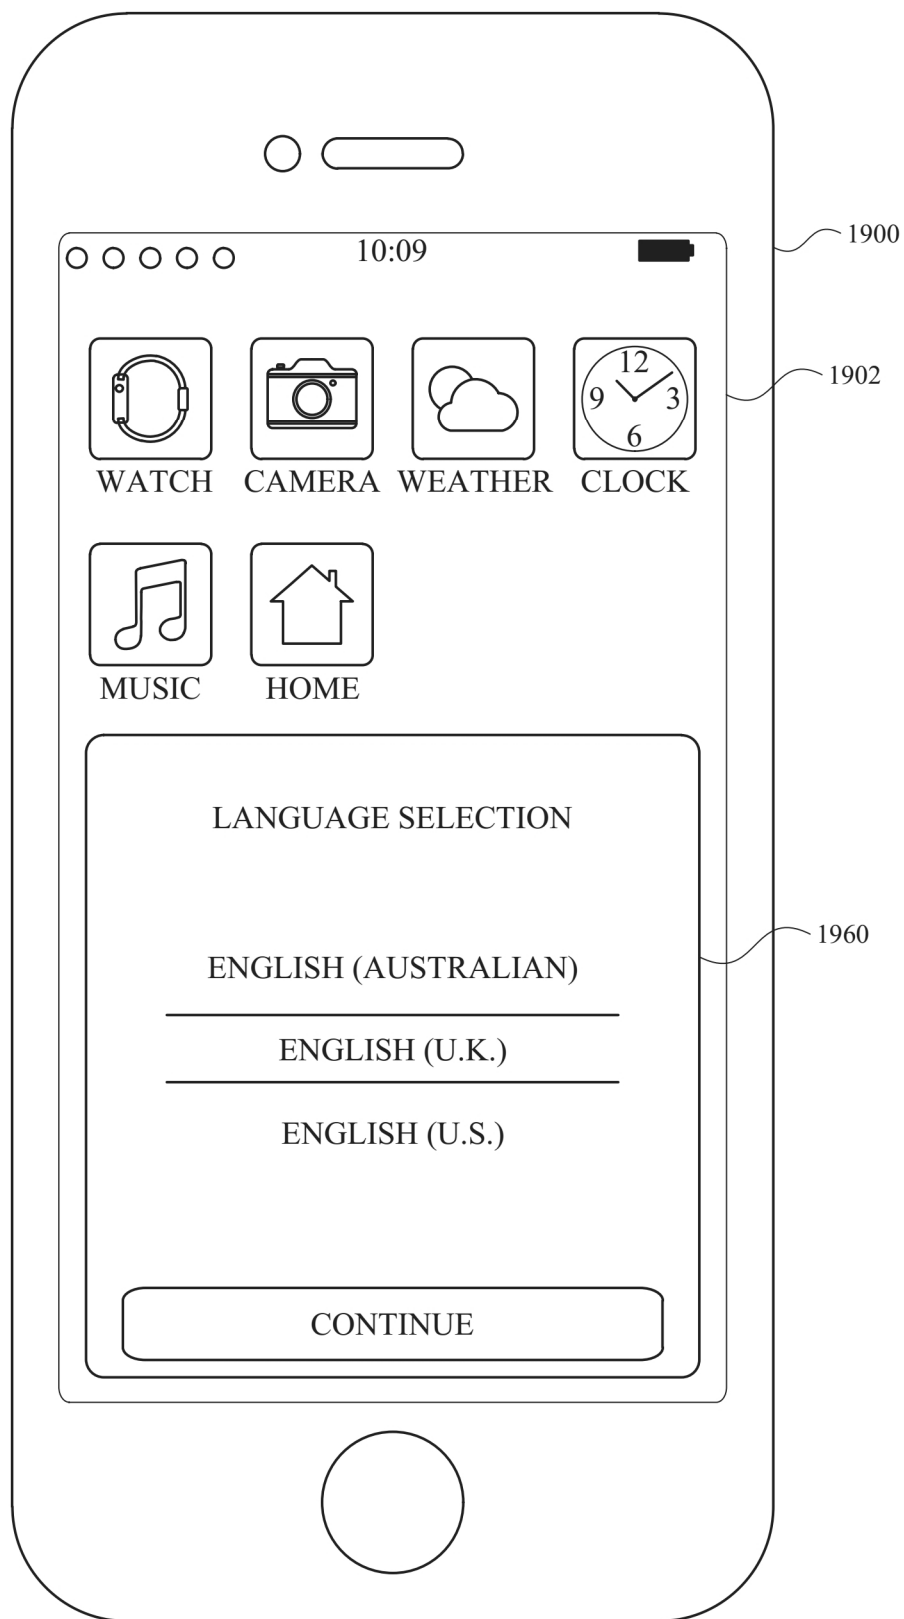 10:09
1900
12
9 3
6
1902
WATCH CAMERA WEATHER CLOCK
MUSIC HOME
LANGUAGE SELECTION
1960
ENGLISH (AUSTRALIAN)
ENGLISH (U.K.)
ENGLISH (U.S.)
CONTINUE